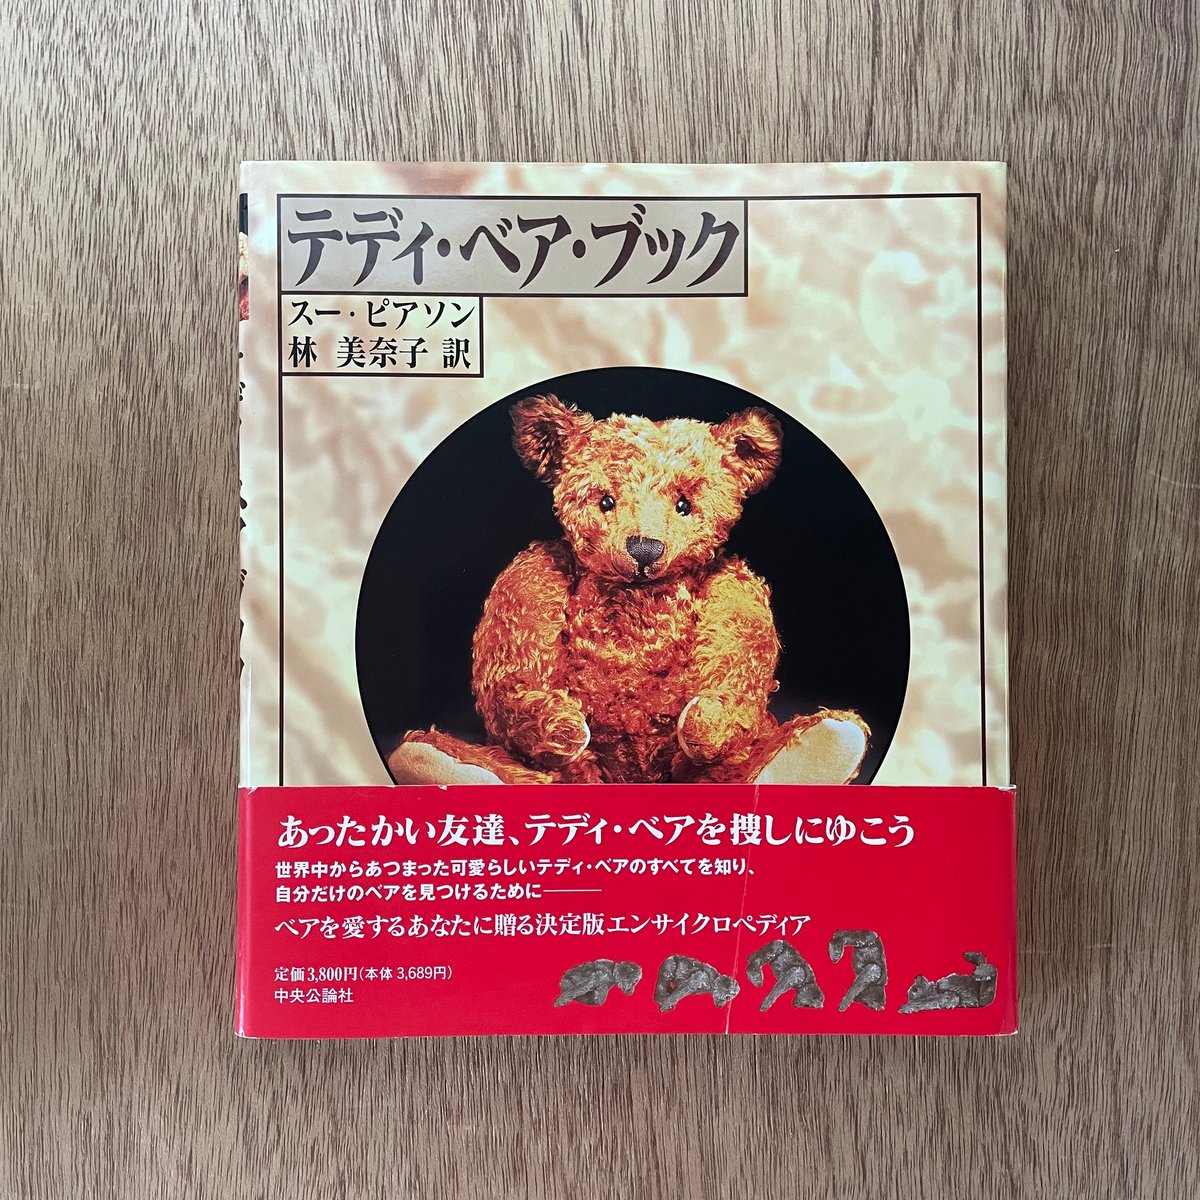 テディ・ベア・ブック
スー・ピアソン
林 美奈子 訳
あったかい友達、テディ・ベアを捜しにゆこう
世界中からあつまった可愛らしいテディ・ベアのすべてを知り、
自分だけのベアを見つけるために――
ベアを愛するあなたに贈る決定版エンサイクロペディア
定価3,800円(本体 3,689円)
中央公論社